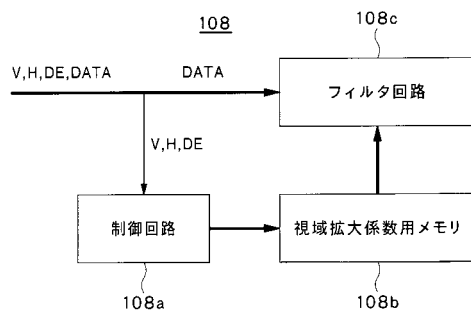 108
108c
V,H,DE,DATA
DATA
フィルタ回路
V,H,DE
制御回路
視域拡大係数用メモリ
108a
108b